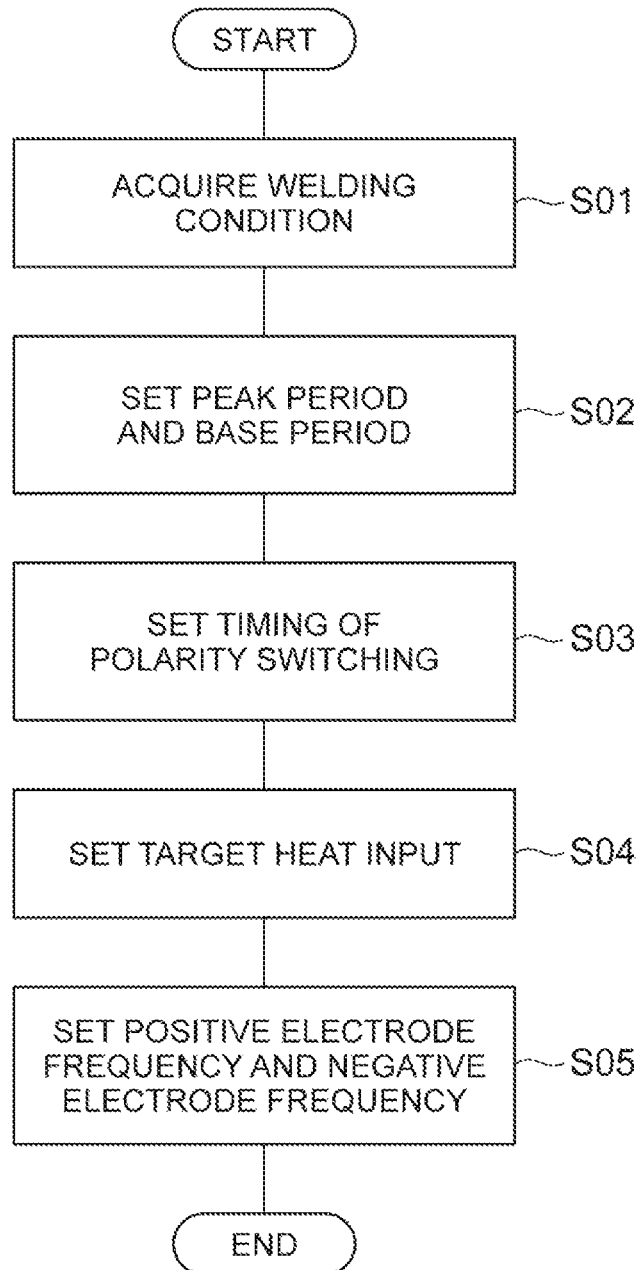 START
ACQUIRE WELDING
CONDITION
S01
SET PEAK PERIOD
AND BASE PERIOD
S02
SET TIMING OF
POLARITY SWITCHING
S03
SET TARGET HEAT INPUT
S04
SET POSITIVE ELECTRODE
FREQUENCY AND NEGATIVE
ELECTRODE FREQUENCY
S05
END